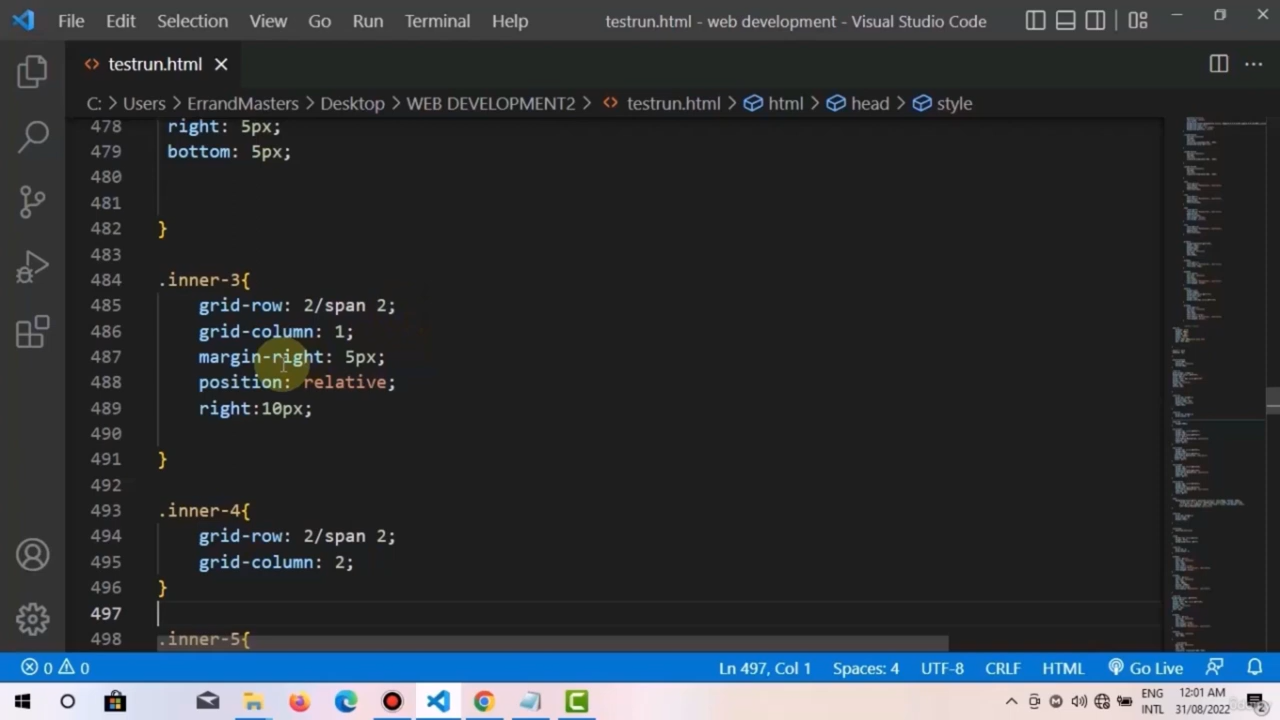 File Edit Selection View Go Run Terminal Help testrun.html - web development - Visual Studio Code
testrun.html
C: > Users > ErrandMasters > Desktop > WEB DEVELOPMENT2 > testrun.html > html > head > style
478 right: 5px;
479 bottom: 5px;
480
481
482 }
483
484 .inner-3{
485 grid-row: 2/span 2;
486 grid-column: 1;
487 margin-right: 5px;
488 position: relative;
489 right:10px;
490
491 }
492
493 .inner-4{
494 grid-row: 2/span 2;
495 grid-column: 2;
496 }
497
498 .inner-5{
0 0 Ln 497, Col 1 Spaces: 4 UTF-8 CRLF HTML Go Live
ENG 12:01 AM
INTL 31/08/2022